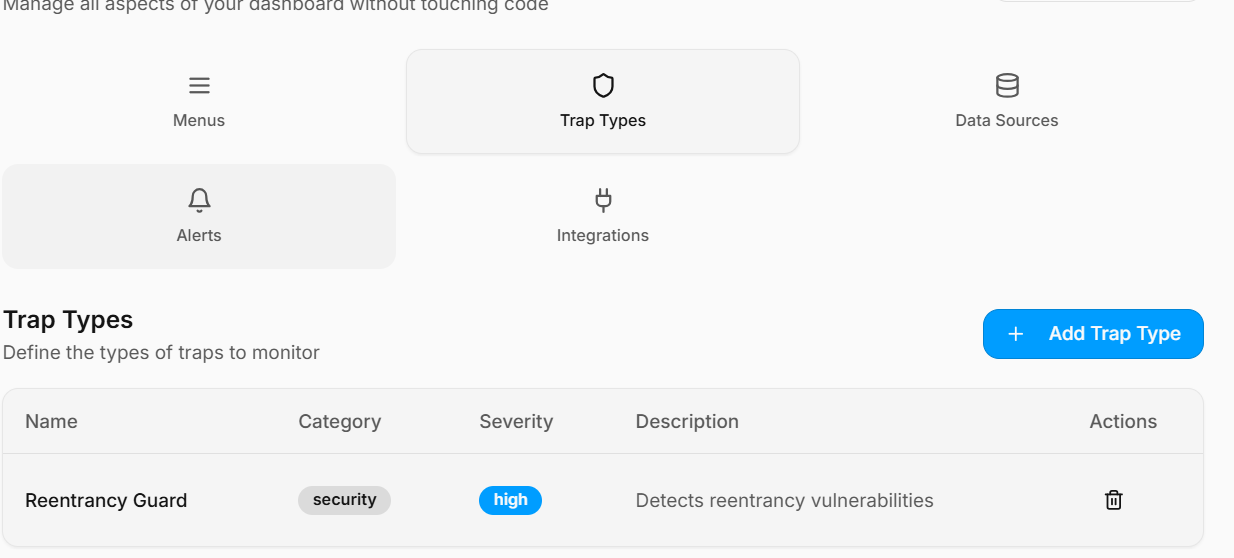 Manage all aspects of your dashboard without touching code
Menus
Trap Types
Data Sources
Alerts
Integrations
Trap Types
Define the types of traps to monitor
Add Trap Type
Name Category Severity Description Actions
Reentrancy Guard security high Detects reentrancy vulnerabilities